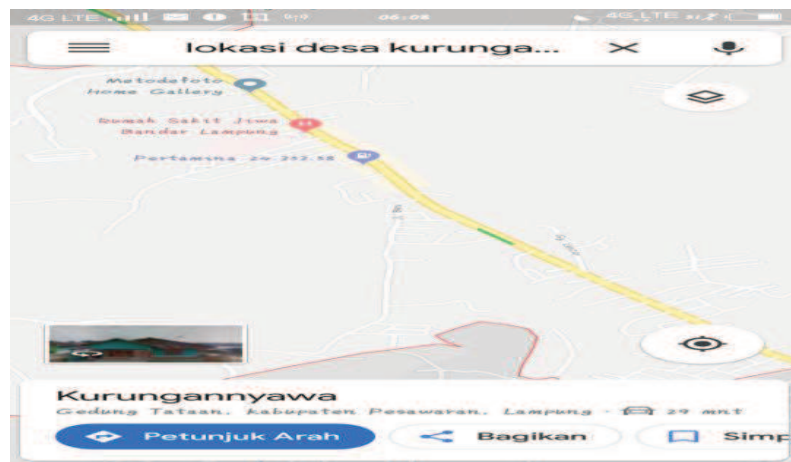 4G LTE 06:08 4G LTE
lokasi desa kurunga...
Metodefoto
Home Gallery
Rumah Sakit Jiwa
Bandar Lampung
Pertamina
Kurungannyawa
Gedung Tataan, Kabupaten Pesawaran, Lampung · 29 mnt
Petunjuk Arah Bagikan Simp